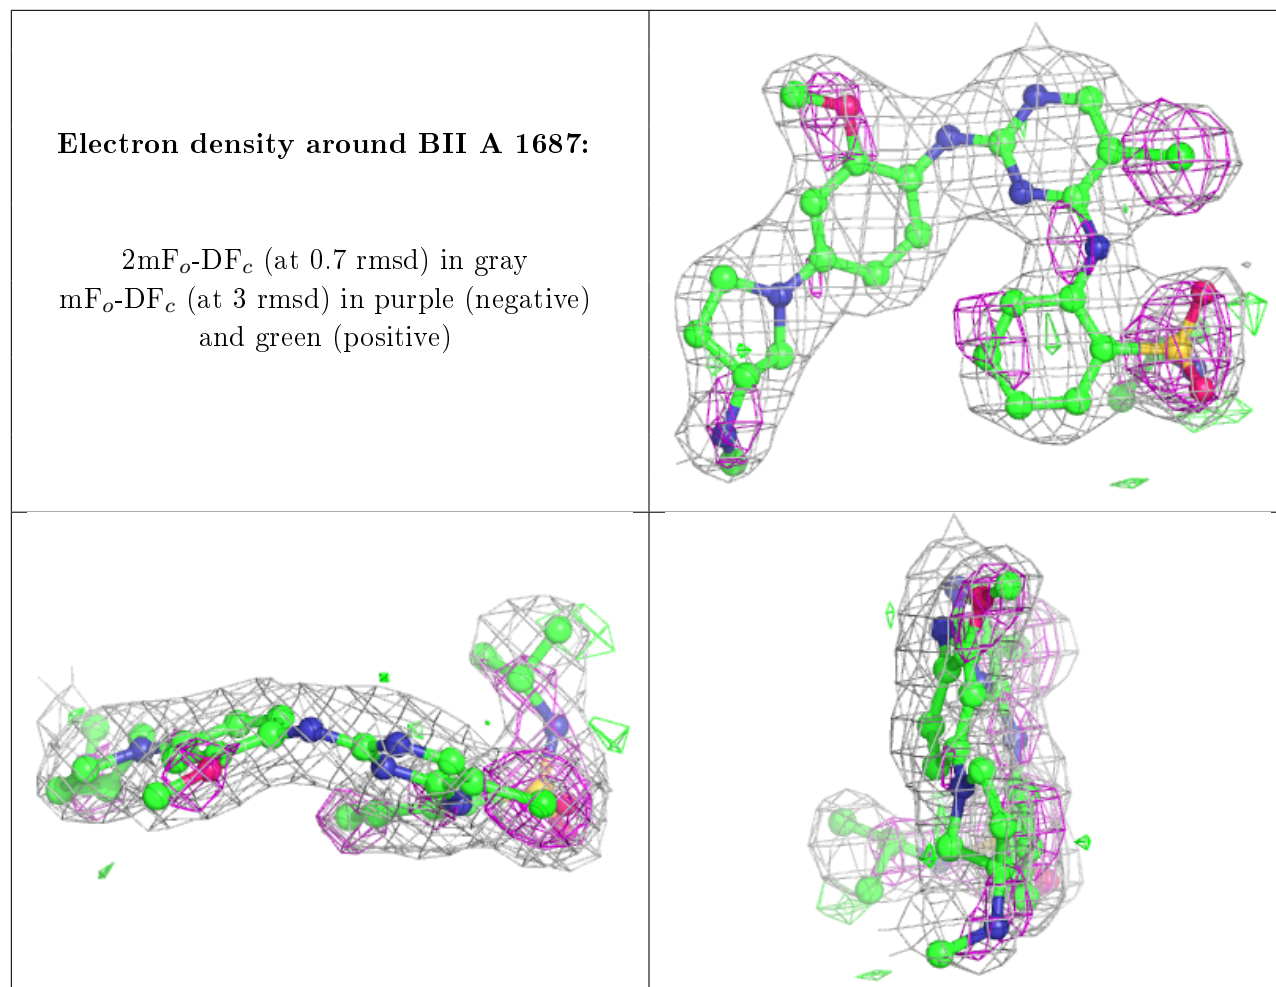 Electron density around BII A 1687:
2mFo-DFc (at 0.7 rmsd) in gray
mFo-DFc (at 3 rmsd) in purple (negative)
and green (positive)